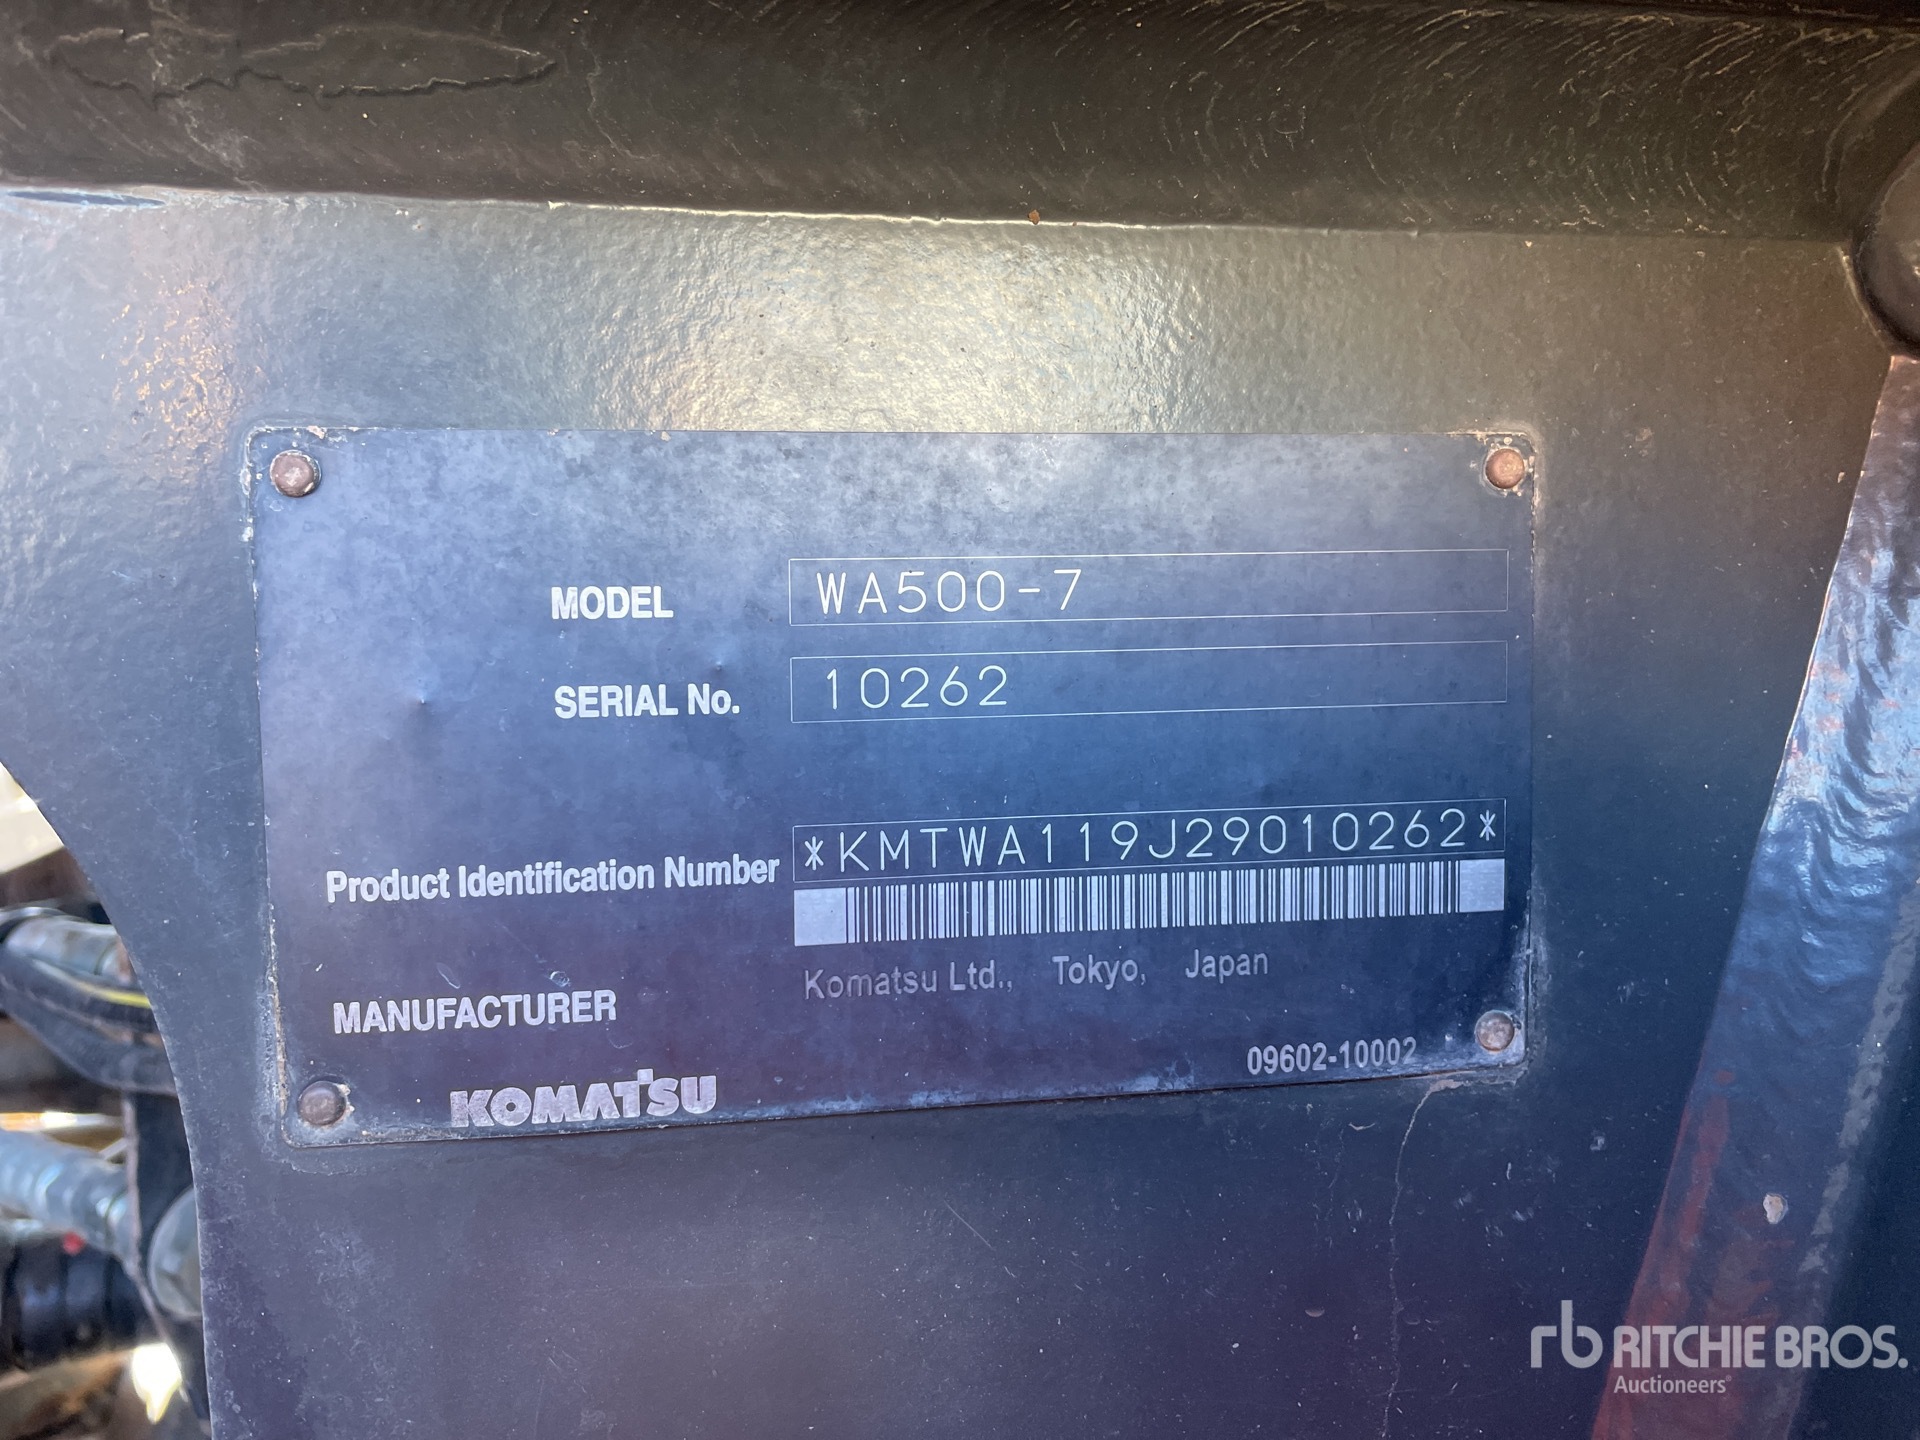 MODEL WA500-7
SERIAL No. 10262
Product Identification Number *KMTWA119J29010262*
Komatsu Ltd., Tokyo, Japan
MANUFACTURER
09602-10002
KOMATSU
rb RITCHIE BROS.
Auctioneers